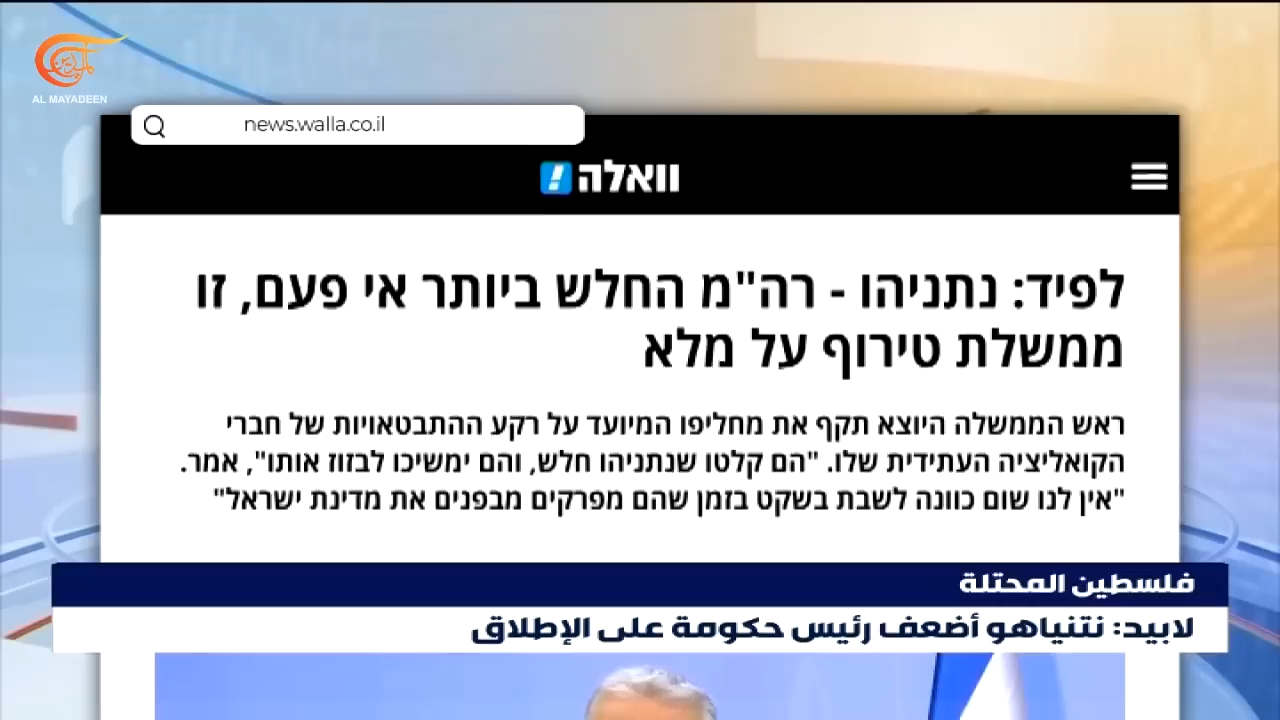 المیادین
AL MAYADEEN
news.walla.co.il
וואלה!
לפיד: נתניהו - רה"מ החלש ביותר אי פעם, זו
ממשלת טירוף על מלא
ראש הממשלה היוצא תקף את מחליפו המיועד על רקע ההתבטאויות של חברי
הקואליציה העתידית שלו. "הם קלטו שנתניהו חלש, והם ימשיכו לבזוז אותו", אמר.
"אין לנו שום כוונה לשבת בשקט בזמן שהם מפרקים מבפנים את מדינת ישראל"
فلسطين المحتلة
لابيد: نتنياهو أضعف رئيس حكومة على الإطلاق